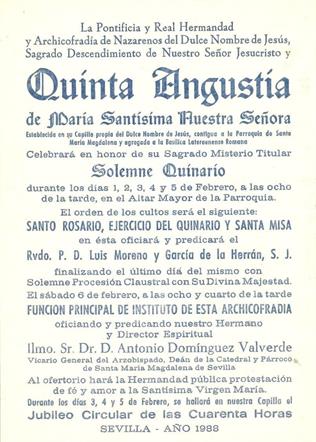 La Pontificia y Real Hermandad
y Archicofradía de Nazarenos del Dulce Nombre de Jesús,
Sagrado Descendimiento de Nuestro Señor Jesucristo y
Quinta Angustia
de María Santísima Nuestra Señora
Establecida en su Capilla propia del Dulce Nombre de Jesús, contigua a la Parroquia de Santa
María Magdalena y agregada a la Basílica Lateranense Romana
Celebrará en honor de su Sagrado Misterio Titular
Solemne Quinario
durante los días 1, 2, 3, 4 y 5 de Febrero, a las ocho
de la tarde, en el Altar Mayor de la Parroquia.
El orden de los cultos será el siguiente:
SANTO ROSARIO, EJERCICIO DEL QUINARIO Y SANTA MISA
en ésta oficiará y predicará el
Rvdo. P. D. Luis Moreno y García de la Herrán, S. J.
finalizando el último día del mismo con
Solemne Procesión Claustral con Su Divina Majestad.
El sábado 6 de febrero, a las ocho y cuarto de la tarde
FUNCION PRINCIPAL DE INSTITUTO DE ESTA ARCHICOFRADIA
oficiando y predicando nuestro Hermano
y Director Espiritual
Ilmo. Sr. Dr. D. Antonio Domínguez Valverde
Vicario General del Arzobispado, Deán de la Catedral y Párroco
de Santa María Magdalena de Sevilla
Al ofertorio hará la Hermandad pública protestación
de fé y amor a la Santísima Virgen María.
Durante los días 3, 4 y 5 de febrero, se hallará en nuestra Capilla el
Jubileo Circular de las Cuarenta Horas
SEVILLA - AÑO 1988